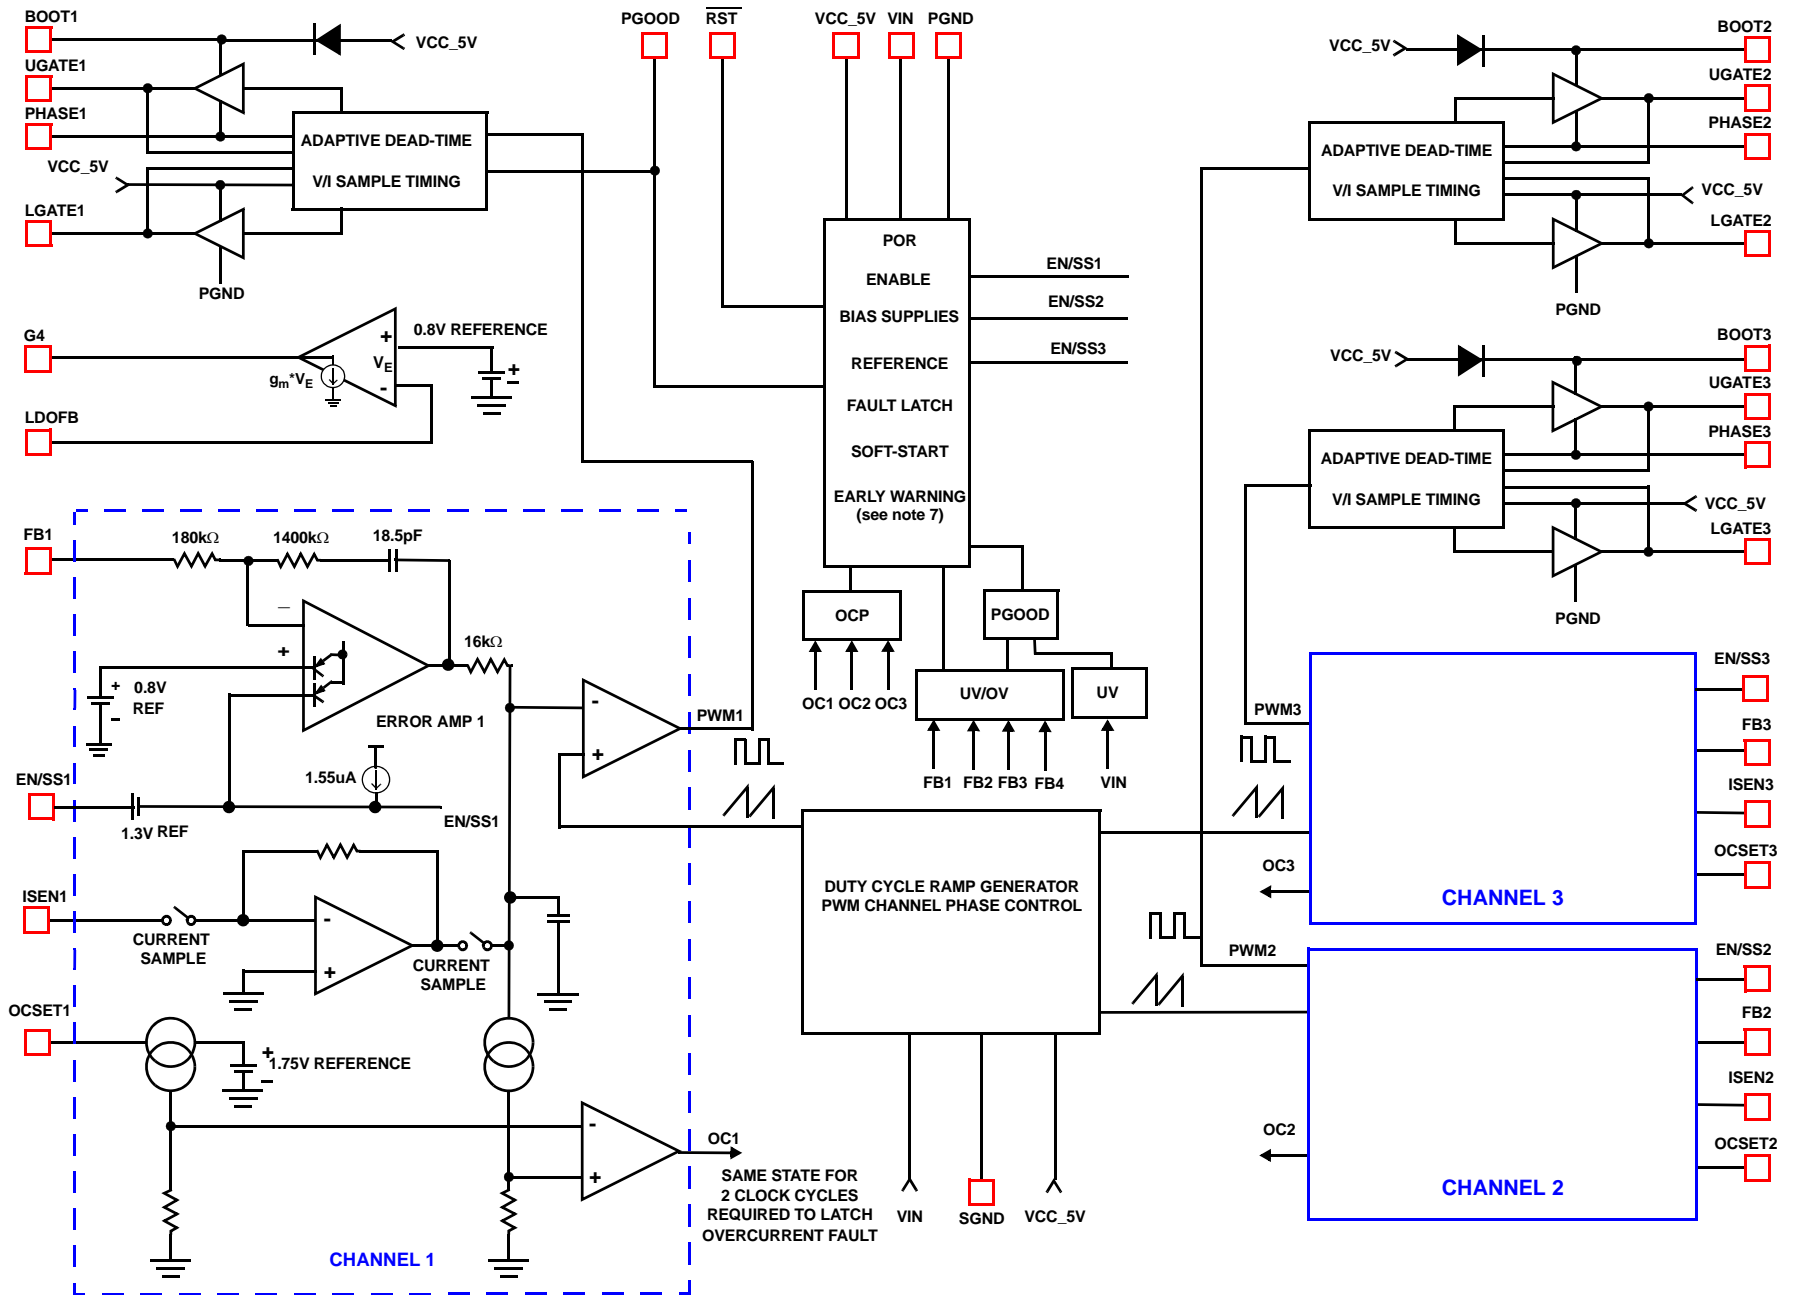 BOOT1
VCC_5V
UGATE1
PHASE1
ADAPTIVE DEAD-TIME
V/I SAMPLE TIMING
VCC_5V
LGATE1
PGND
PGOOD
RST
VCC_5V
VIN
PGND
POR
ENABLE
BIAS SUPPLIES
REFERENCE
FAULT LATCH
SOFT-START
EARLY WARNING
(see note 7)
EN/SS1
EN/SS2
EN/SS3
VCC_5V
BOOT2
UGATE2
PHASE2
ADAPTIVE DEAD-TIME
V/I SAMPLE TIMING
VCC_5V
LGATE2
PGND
G4
+
VE
-
gm*VE
0.8V REFERENCE
+
-
LDOFB
VCC_5V
BOOT3
UGATE3
PHASE3
ADAPTIVE DEAD-TIME
V/I SAMPLE TIMING
VCC_5V
LGATE3
PGND
FB1
180kΩ
1400kΩ
18.5pF
–
+
16kΩ
+
-
0.8V
REF
ERROR AMP 1
1.55uA
EN/SS1
1.3V REF
EN/SS1
-
+
PWM1
OCP
OC1 OC2 OC3
PGOOD
UV/OV
UV
FB1
FB2
FB3
FB4
VIN
ISEN1
CURRENT
SAMPLE
-
+
CURRENT
SAMPLE
OCSET1
+
-
1.75V REFERENCE
-
+
OC1
SAME STATE FOR
2 CLOCK CYCLES
REQUIRED TO LATCH
OVERCURRENT FAULT
CHANNEL 1
DUTY CYCLE RAMP GENERATOR
PWM CHANNEL PHASE CONTROL
VIN
SGND
VCC_5V
PWM3
OC3
CHANNEL 3
EN/SS3
FB3
ISEN3
OCSET3
PWM2
OC2
CHANNEL 2
EN/SS2
FB2
ISEN2
OCSET2